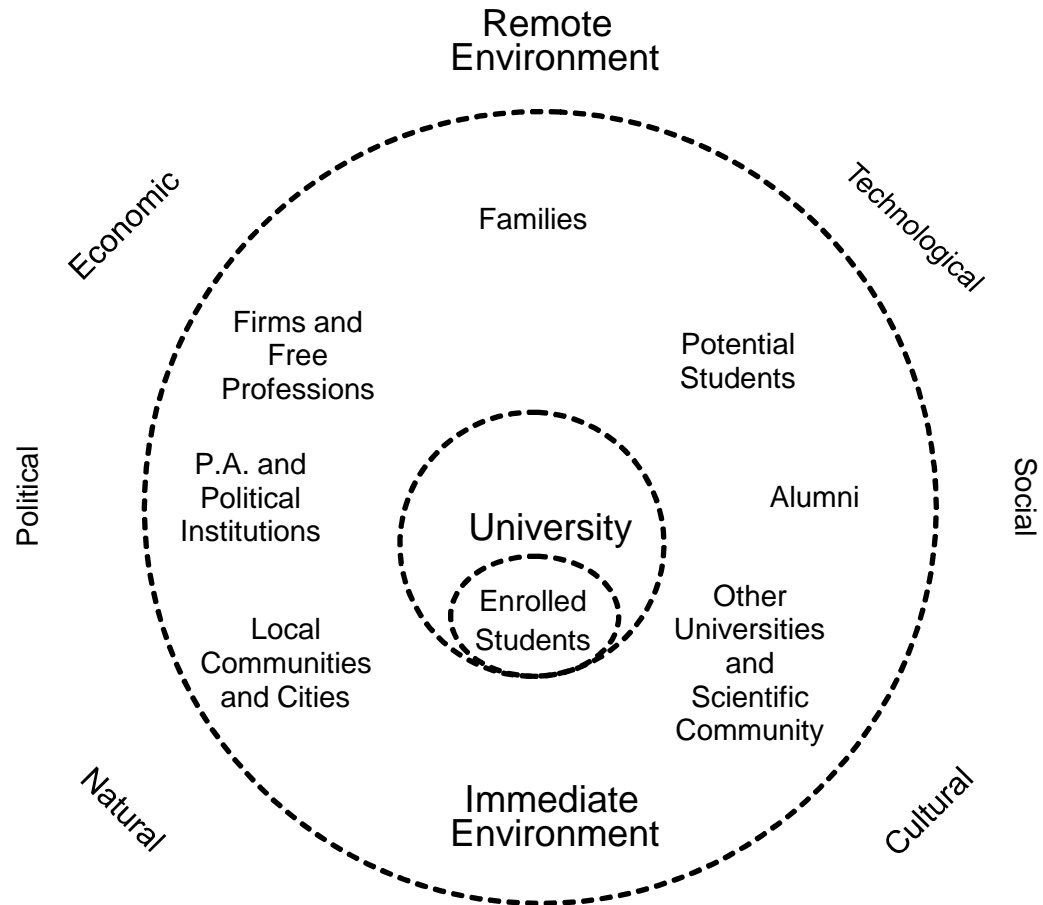 Remote
Environment
Economic
Technological
Families
Firms and
Free
Professions
Potential
Students
Political
P.A. and
Political
Institutions
University
Alumni
Social
Enrolled
Students
Local
Communities
and Cities
Other
Universities
and
Scientific
Community
Natural
Immediate
Environment
Cultural